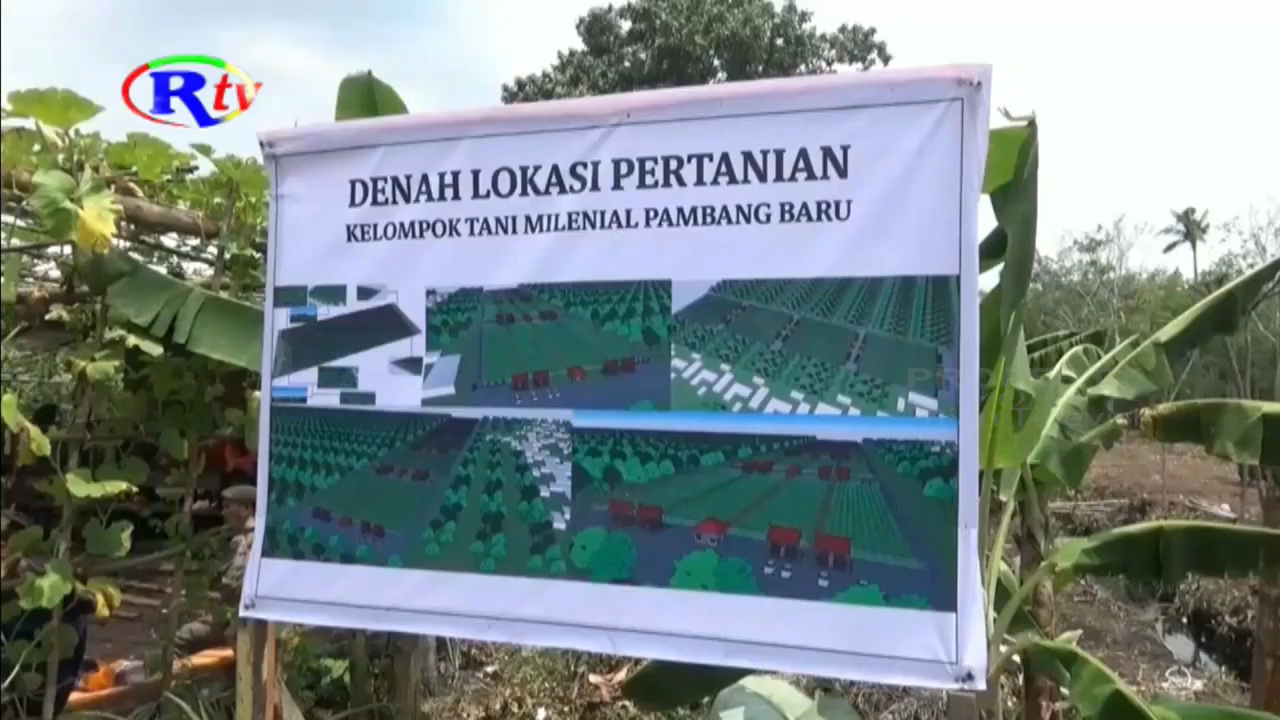 Rtv
DENAH LOKASI PERTANIAN
KELOMPOK TANI MILENIAL PAMBANG BARU